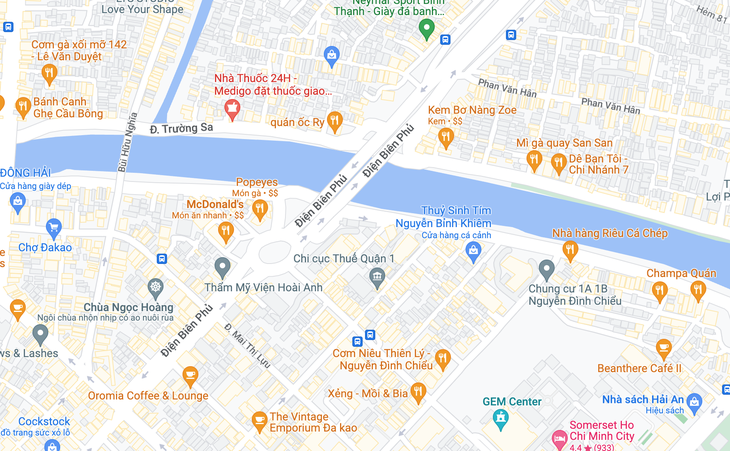 Love Your Shape
Neymar Sport Bình
Thạnh - Giày đá banh...
Hẻm 81
Cơm gà xối mỡ 142
- Lê Văn Duyệt
Nhà Thuốc 24H -
Medigo đặt thuốc giao...
Phan Văn Hân
Phan Văn Hân
Bánh Canh
Ghẹ Cầu Bông
quán ốc Ry
Kem Bơ Nàng Zoe
Kem • $$
Đ. Trường Sa
Bùi Hữu Nghĩa
Điện Biên Phủ
Mì gà quay San San
Dê Bạn Tôi -
Chi Nhánh 7
ĐÔNG HẢI
Cửa hàng giày dép
Popeyes
Món gà • $$
Điện Biên Phủ
McDonald's
Món ăn nhanh • $$
Thuỷ Sinh Tím
Nguyễn Bỉnh Khiêm
Cửa hàng cá cảnh
Lợi P
Nhà hàng Riêu Cá Chép
Chợ Đakao
Chi cục Thuế Quận 1
Thẩm Mỹ Viện Hoài Anh
Champa Quán
Chung cư 1A 1B
Nguyễn Đình Chiểu
Chùa Ngọc Hoàng
Ngôi chùa nhộn nhịp có ao nuôi rùa
Điện Biên Phủ
Đ. Mai Thị Lựu
ws & Lashes
Cơm Niêu Thiên Lý -
Nguyễn Đình Chiểu
Beanthere Café II
Oromia Coffee & Lounge
Xẻng - Mồi & Bia
GEM Center
Nhà sách Hải An
Hiệu sách
Cockstock
đồ trang sức xỏ lỗ
The Vintage
Emporium Đa kao
Somerset Ho
Chi Minh City
4,4 ★ (933)